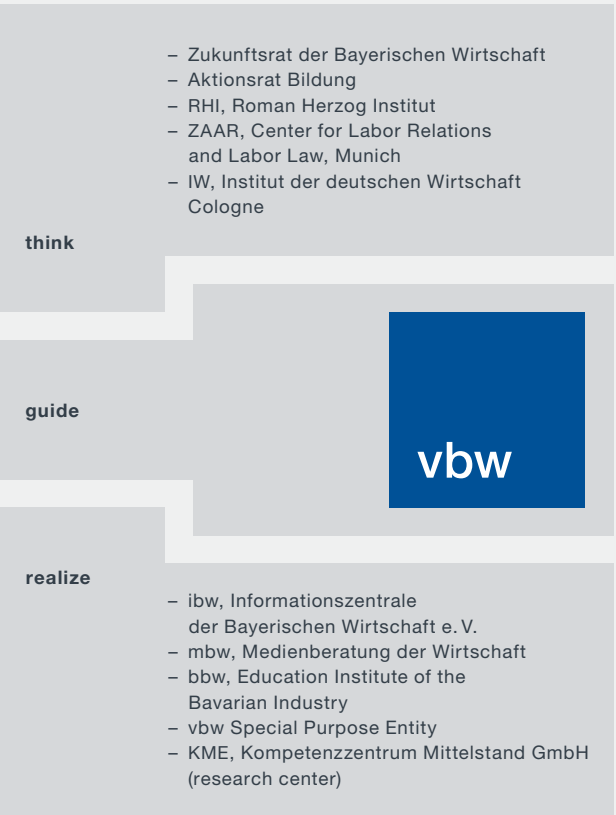 – Zukunftsrat der Bayerischen Wirtschaft
– Aktionsrat Bildung
– RHI, Roman Herzog Institut
– ZAAR, Center for Labor Relations
and Labor Law, Munich
– IW, Institut der deutschen Wirtschaft
Cologne
think
guide
vbw
realize
– ibw, Informationszentrale
der Bayerischen Wirtschaft e. V.
– mbw, Medienberatung der Wirtschaft
– bbw, Education Institute of the
Bavarian Industry
– vbw Special Purpose Entity
– KME, Kompetenzzentrum Mittelstand GmbH
(research center)